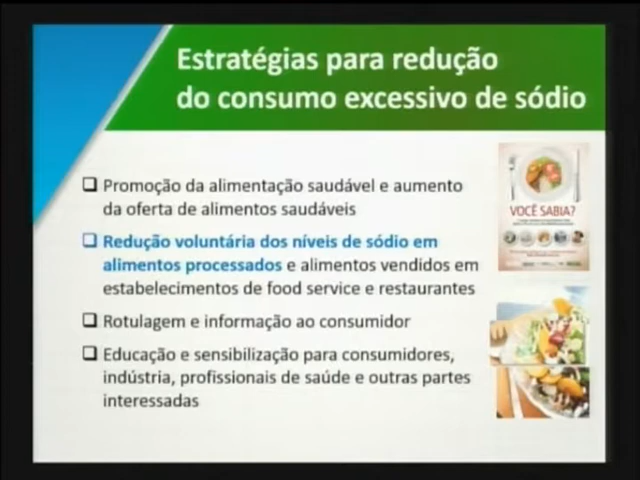 Estratégias para redução
do consumo excessivo de sódio
❑ Promoção da alimentação saudável e aumento
da oferta de alimentos saudáveis
❑ Redução voluntária dos níveis de sódio em
alimentos processados e alimentos vendidos em
estabelecimentos de food service e restaurantes
❑ Rotulagem e informação ao consumidor
❑ Educação e sensibilização para consumidores,
indústria, profissionais de saúde e outras partes
interessadas
VOCÊ SABIA?